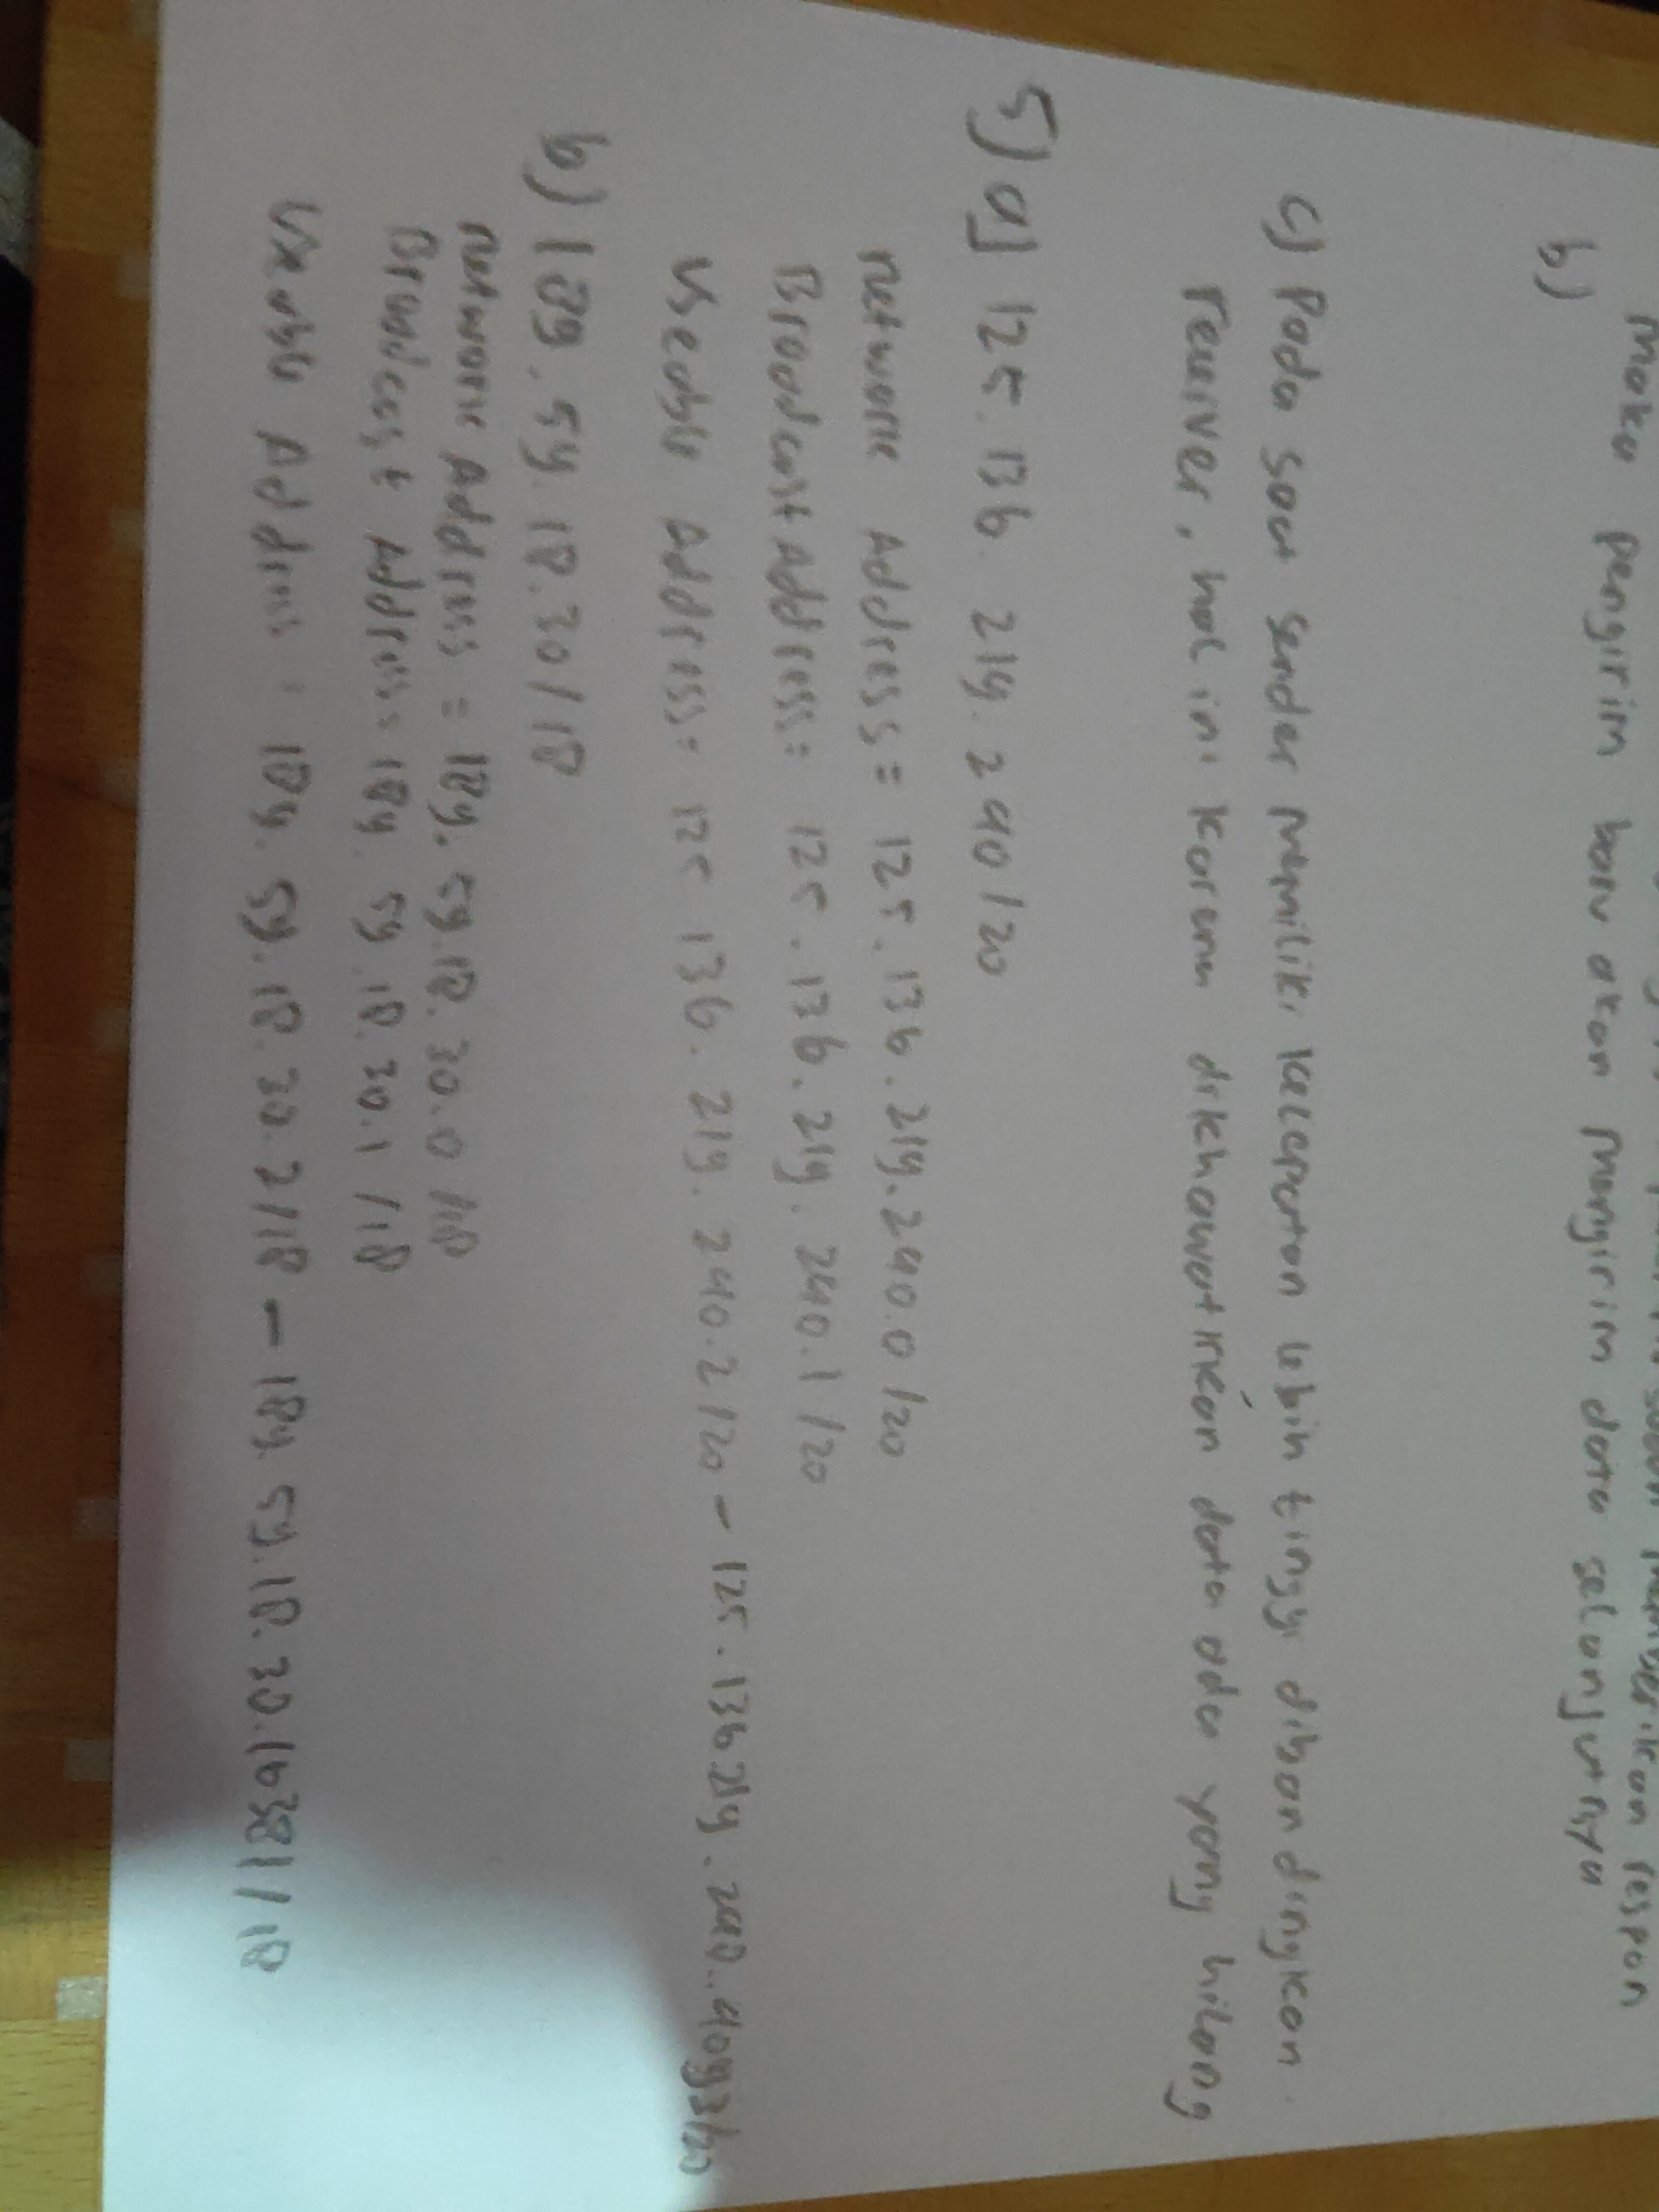 maka pengirim respon
b) baru akan mengirim data selanjutnya
c) Pada saat sender memiliki kecepatan lebih tinggi dibandingkan
receiver, hal ini karena dikhawatirkan data ada yang hilang
5) a) 125.136.219.240/20
network Address = 125.136.219.240.0/20
Broadcast Address = 125.136.219.240.1/20
Useable Address = 125.136.219.240.2/20 - 125.136.219.240.4093/20
b) 189.59.18.30/18
network Address = 189.59.18.30.0/18
Broadcast Address = 189.59.18.30.1/18
Useable Address = 189.59.18.30.2/18 - 189.59.18.30.16381/18